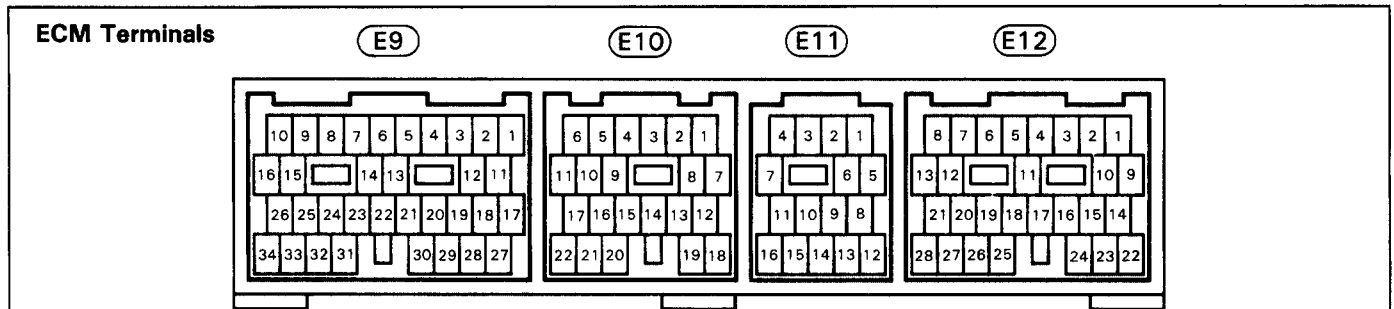 ECM Terminals
E9 E10 E11 E12
10 9 8 7 6 5 4 3 2 1 6 5 4 3 2 1 4 3 2 1 8 7 6 5 4 3 2 1
16 15 14 13 12 11 11 10 9 8 7 7 6 5 13 12 11 10 9
26 25 24 23 22 21 20 19 18 17 17 16 15 14 13 12 11 10 9 8 21 20 19 18 17 16 15 14
34 33 32 31 30 29 28 27 22 21 20 19 18 16 15 14 13 12 28 27 26 25 24 23 22